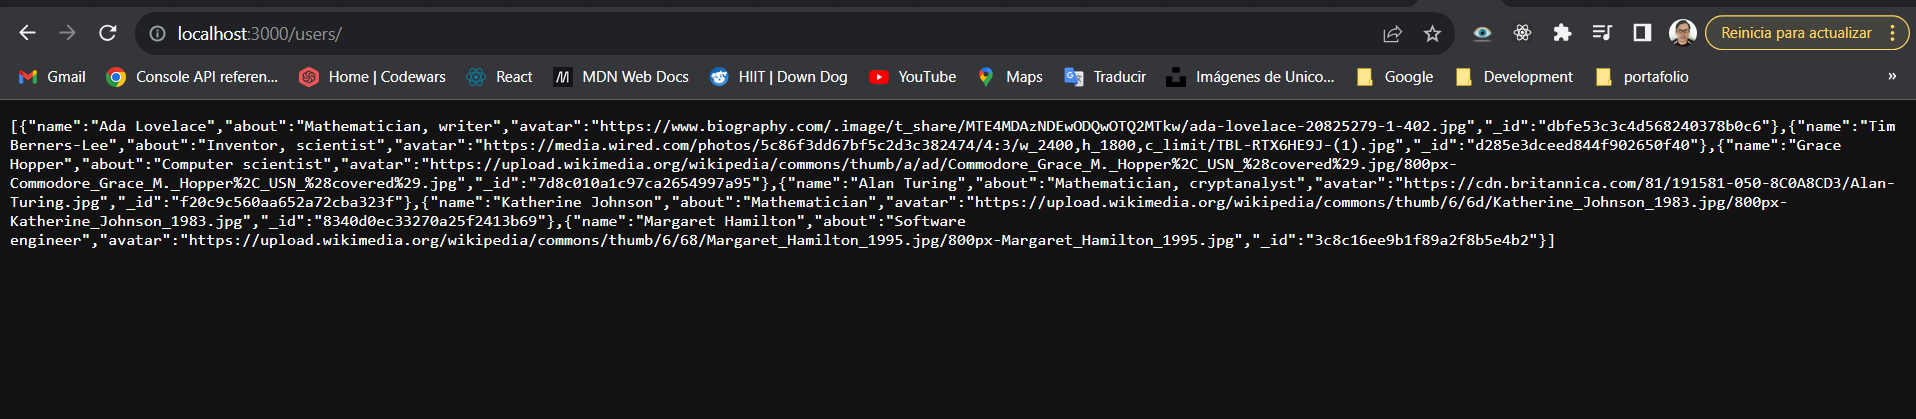 localhost:3000/users/
Reinicia para actualizar
Gmail Console API referen... Home | Codewars React MDN Web Docs HIIT | Down Dog YouTube Maps Traducir Imágenes de Unico... Google Development portafolio »
[{"name":"Ada Lovelace","about":"Mathematician, writer","avatar":"https://www.biography.com/.image/t_share/MTE4MDAzNDEwODQwOTQ2MTkw/ada-lovelace-20825279-1-402.jpg","_id":"dbfe53c3c4d568240378b0c6"},{"name":"Tim
Berners-Lee","about":"Inventor, scientist","avatar":"https://media.wired.com/photos/5c86f3dd67bf5c2d3c382474/4:3/w_2400,h_1800,c_limit/TBL-RTX6HE9J-(1).jpg","_id":"d285e3dceed844f902650f40"},{"name":"Grace
Hopper","about":"Computer scientist","avatar":"https://upload.wikimedia.org/wikipedia/commons/thumb/a/ad/Commodore_Grace_M._Hopper%2C_USN_%28covered%29.jpg/800px-
Commodore_Grace_M._Hopper%2C_USN_%28covered%29.jpg","_id":"7d8c010a1c97ca2654997a95"},{"name":"Alan Turing","about":"Mathematician, cryptanalyst","avatar":"https://cdn.britannica.com/81/191581-050-8C0A8CD3/Alan-
Turing.jpg","_id":"f20c9c560aa652a72cba323f"},{"name":"Katherine Johnson","about":"Mathematician","avatar":"https://upload.wikimedia.org/wikipedia/commons/thumb/6/6d/Katherine_Johnson_1983.jpg/800px-
Katherine_Johnson_1983.jpg","_id":"8340d0ec33270a25f2413b69"},{"name":"Margaret Hamilton","about":"Software
engineer","avatar":"https://upload.wikimedia.org/wikipedia/commons/thumb/6/68/Margaret_Hamilton_1995.jpg/800px-Margaret_Hamilton_1995.jpg","_id":"3c8c16ee9b1f89a2f8b5e4b2"}]